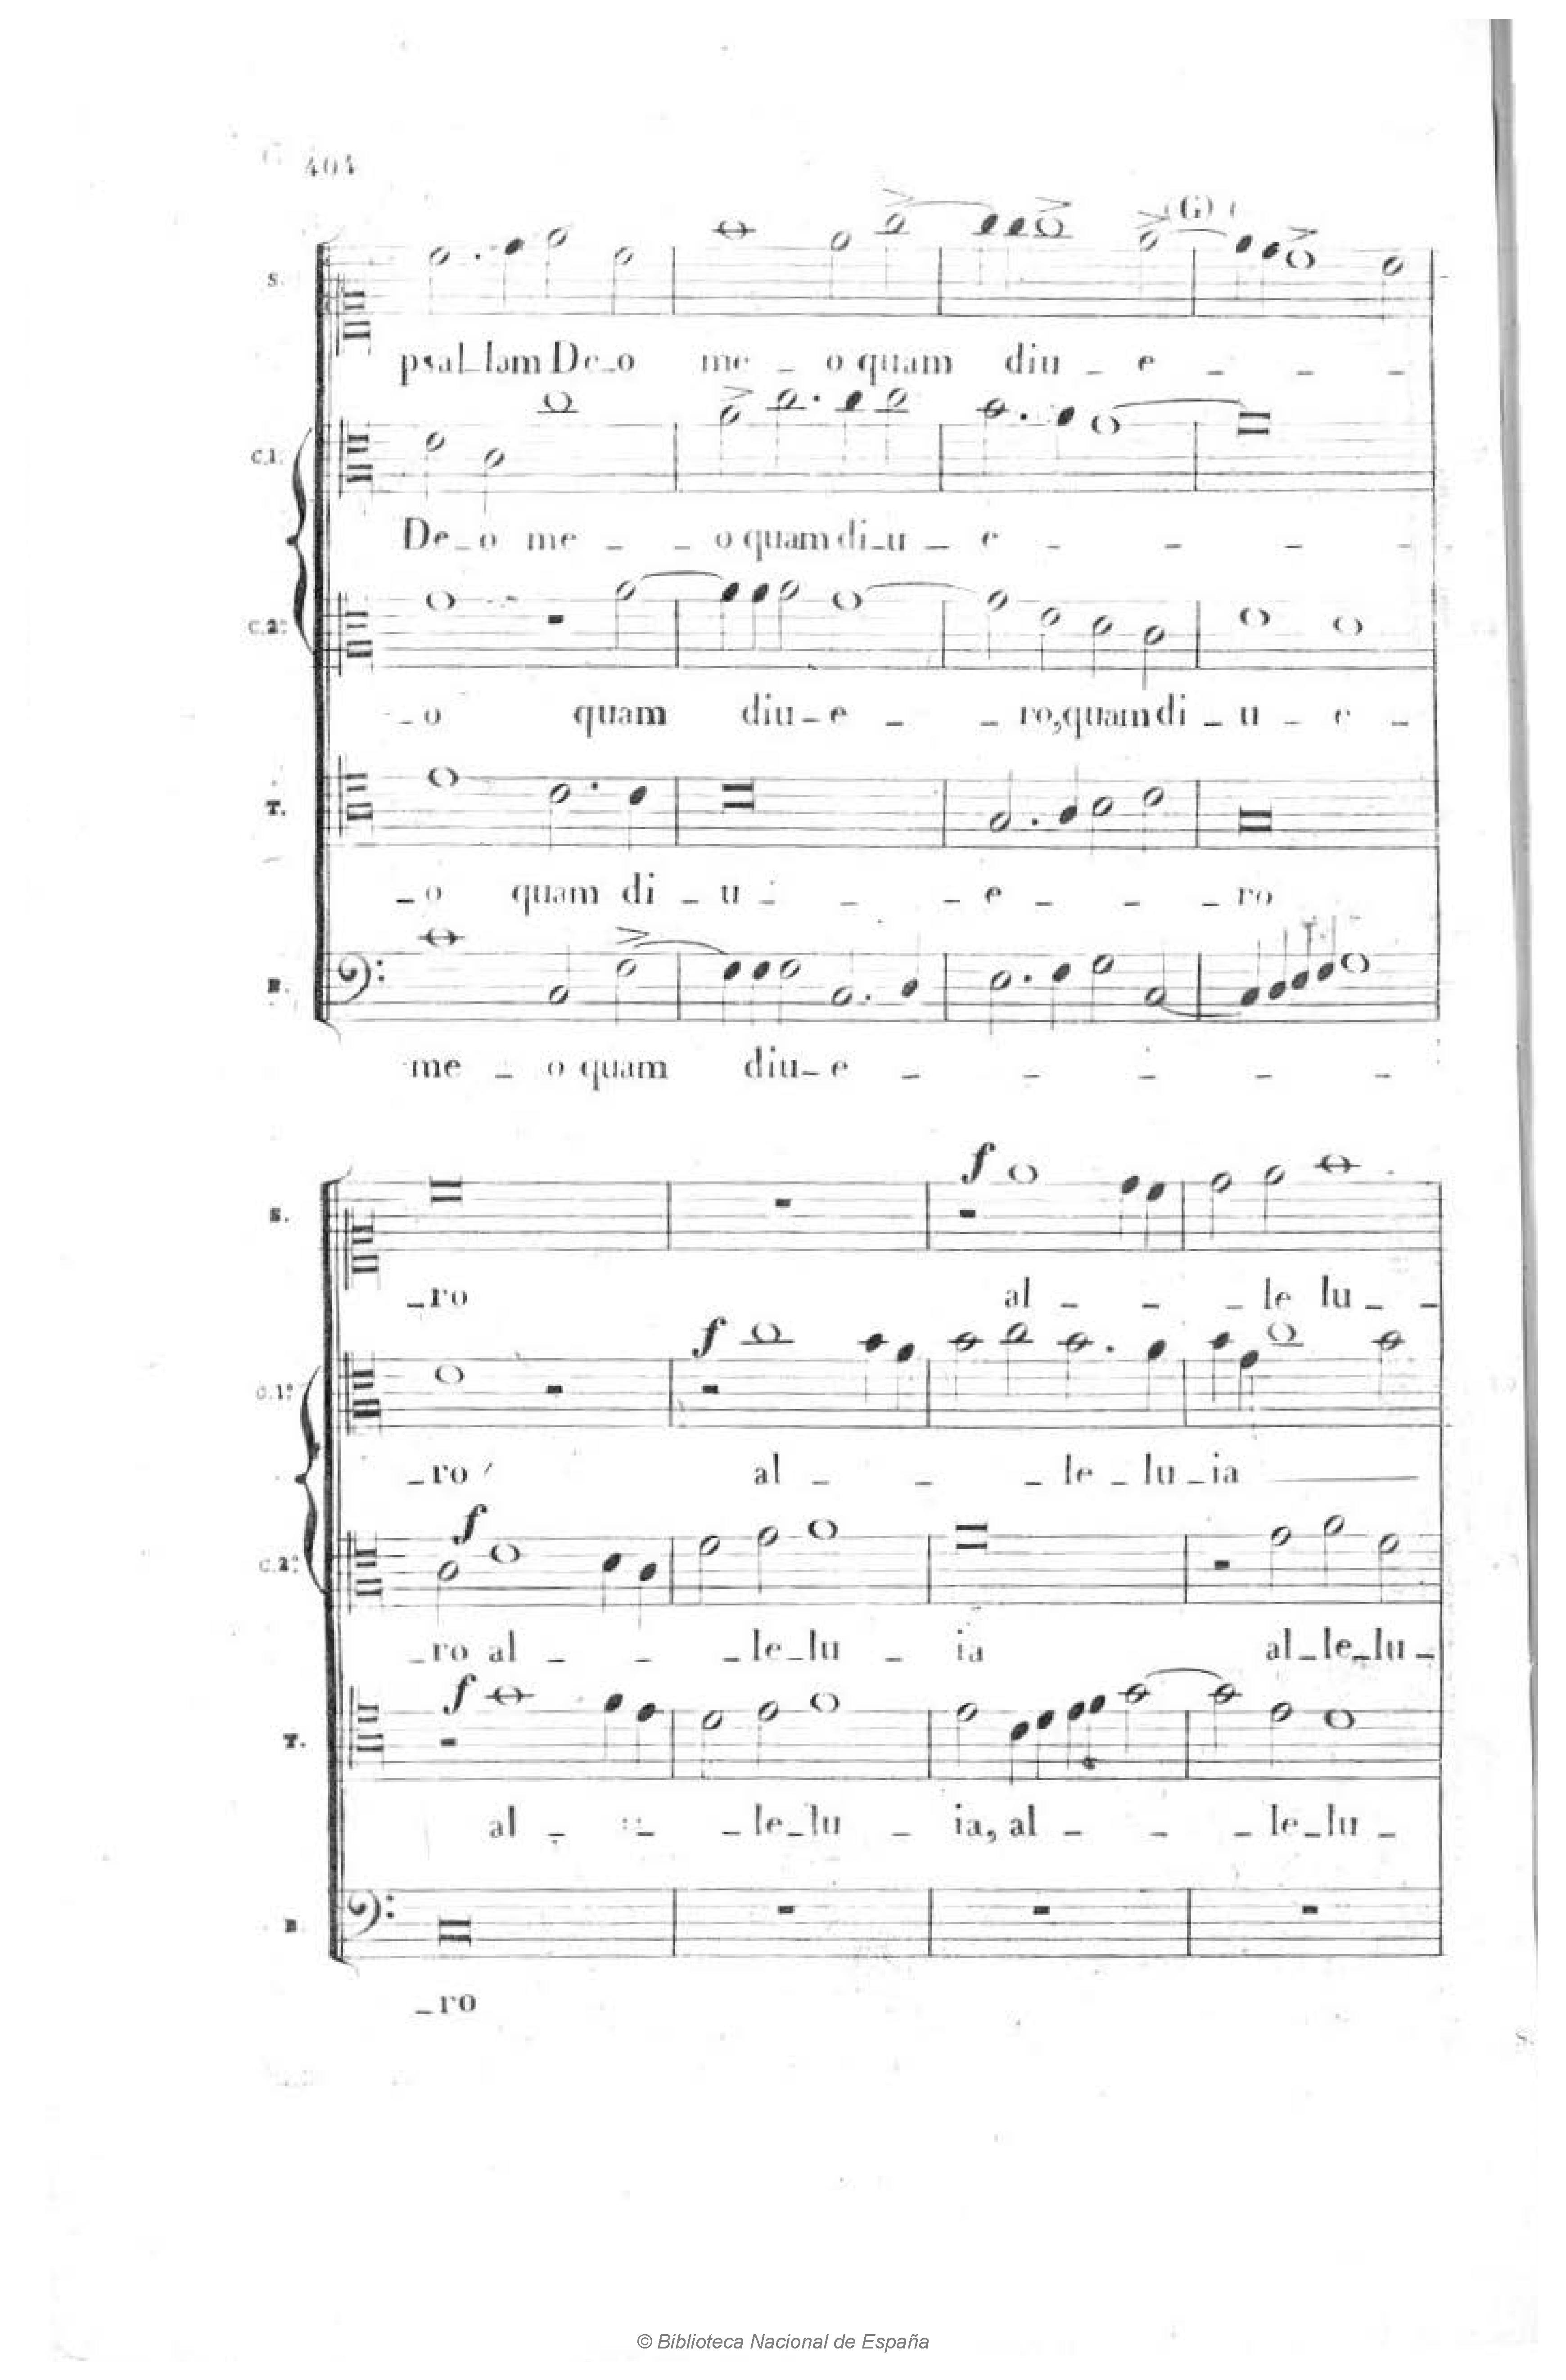 404
(G)
S.
psal_lam De_o me _ o quam diu _ e _ _ _
C.1.
De_o me _ _ o quam di_u _ e _ _ _ _
C.2.
_o quam diu_e _ _ ro, quam di _ u _ e _
T.
_o quam di _ u _ _ _ e _ _ _ ro
B.
me _ o quam diu_e _ _ _ _ _
f
S.
_ro al _ _ _ le lu _ _
f
C.1.
_ro al _ _ _ le _ lu _ ia
f
C.2.
_ro al _ _ _ le_lu _ ia al_le_lu_
f
T.
al _ _ _ le_lu _ ia, al _ _ _ le_lu _
B
_ro
© Biblioteca Nacional de España